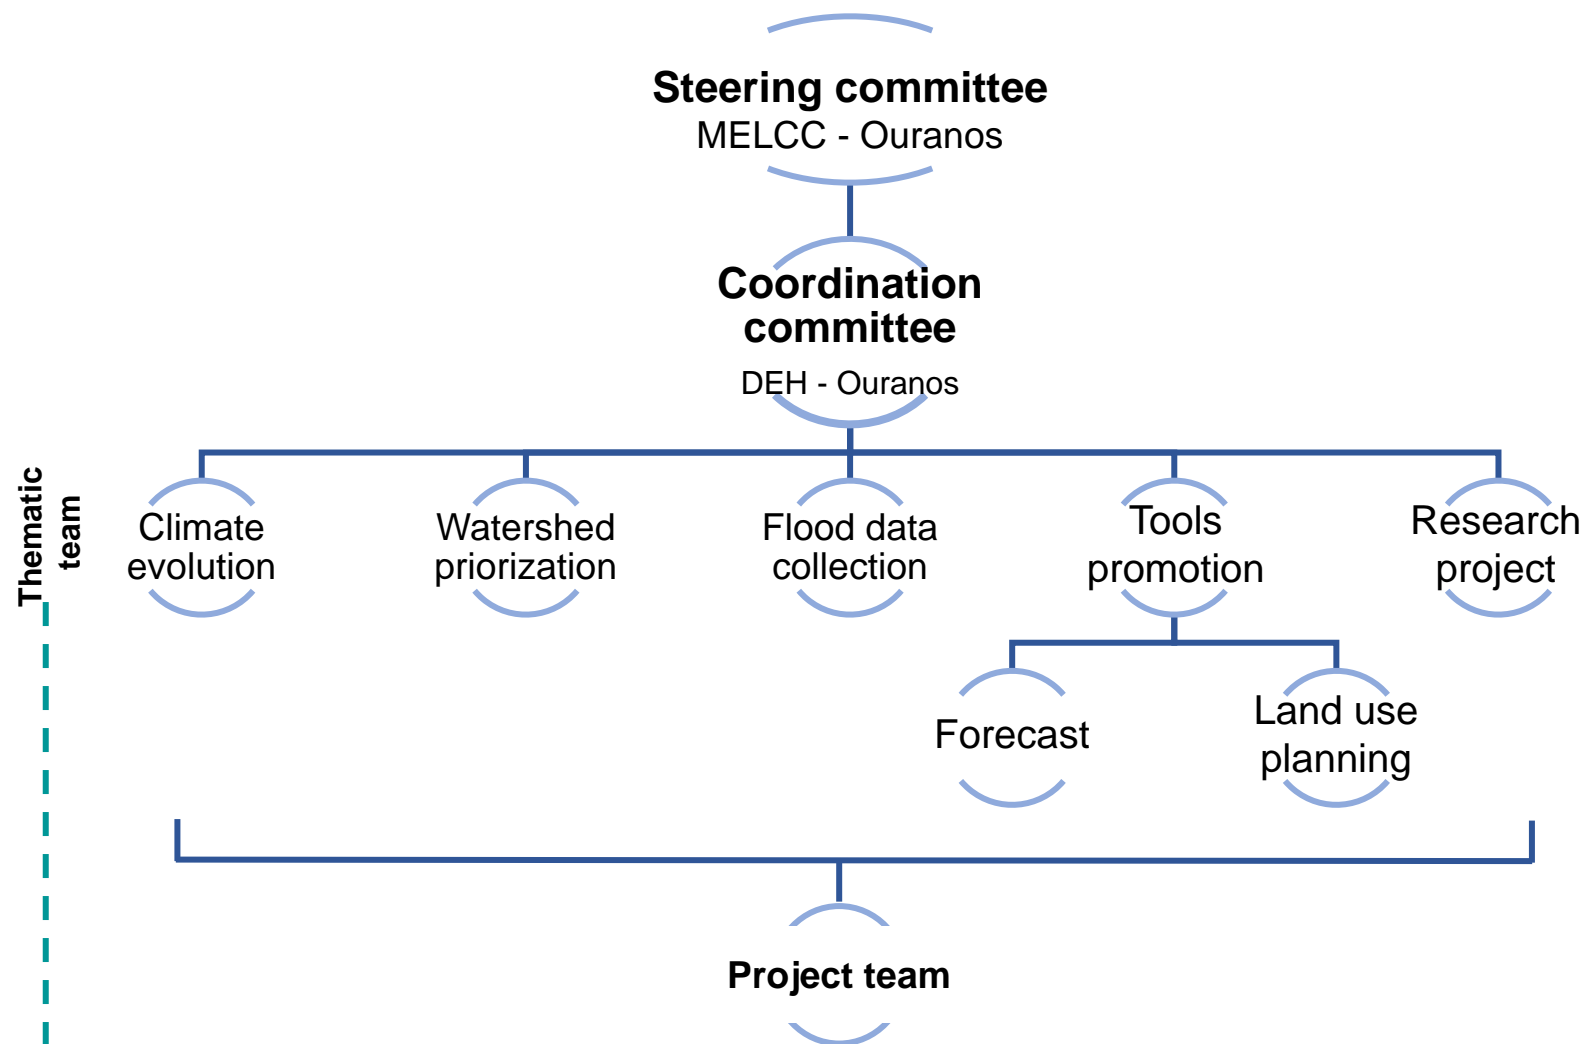 Steering committee
MELCC - Ouranos
Coordination
committee
DEH - Ouranos
Thematic
team
Climate
evolution
Watershed
priorization
Flood data
collection
Tools
promotion
Research
project
Forecast
Land use
planning
Project team